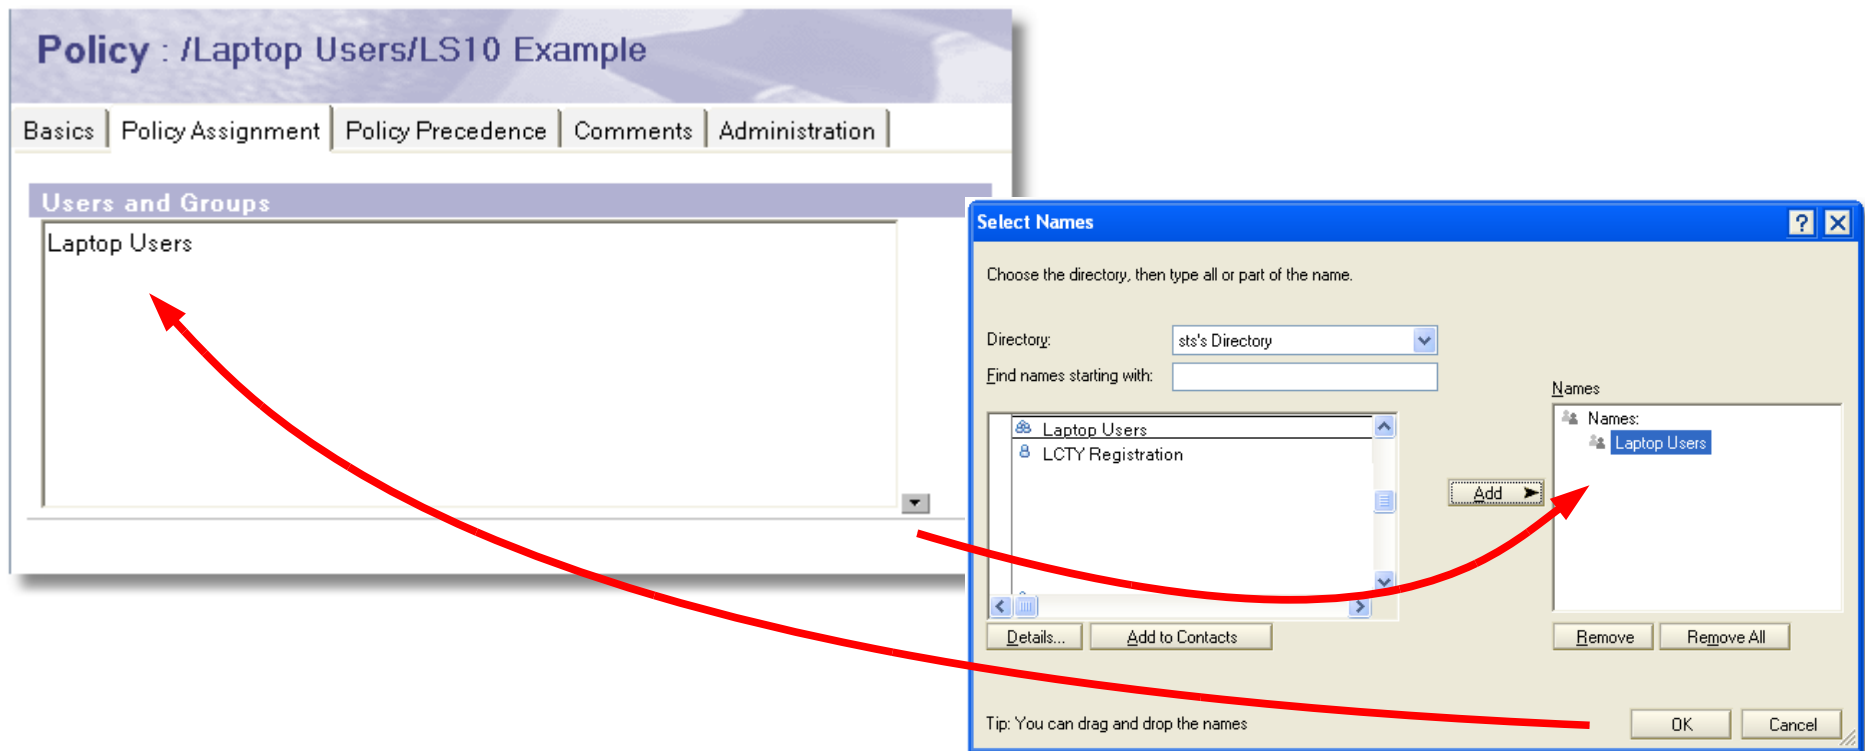 Policy : /Laptop Users/LS10 Example
Basics Policy Assignment Policy Precedence Comments Administration
Users and Groups
Laptop Users
Select Names
Choose the directory, then type all or part of the name.
Directory: sts's Directory
Find names starting with:
Names
Laptop Users
LCTY Registration
Names:
Laptop Users
Add
Details... Add to Contacts
Remove Remove All
Tip: You can drag and drop the names
OK Cancel